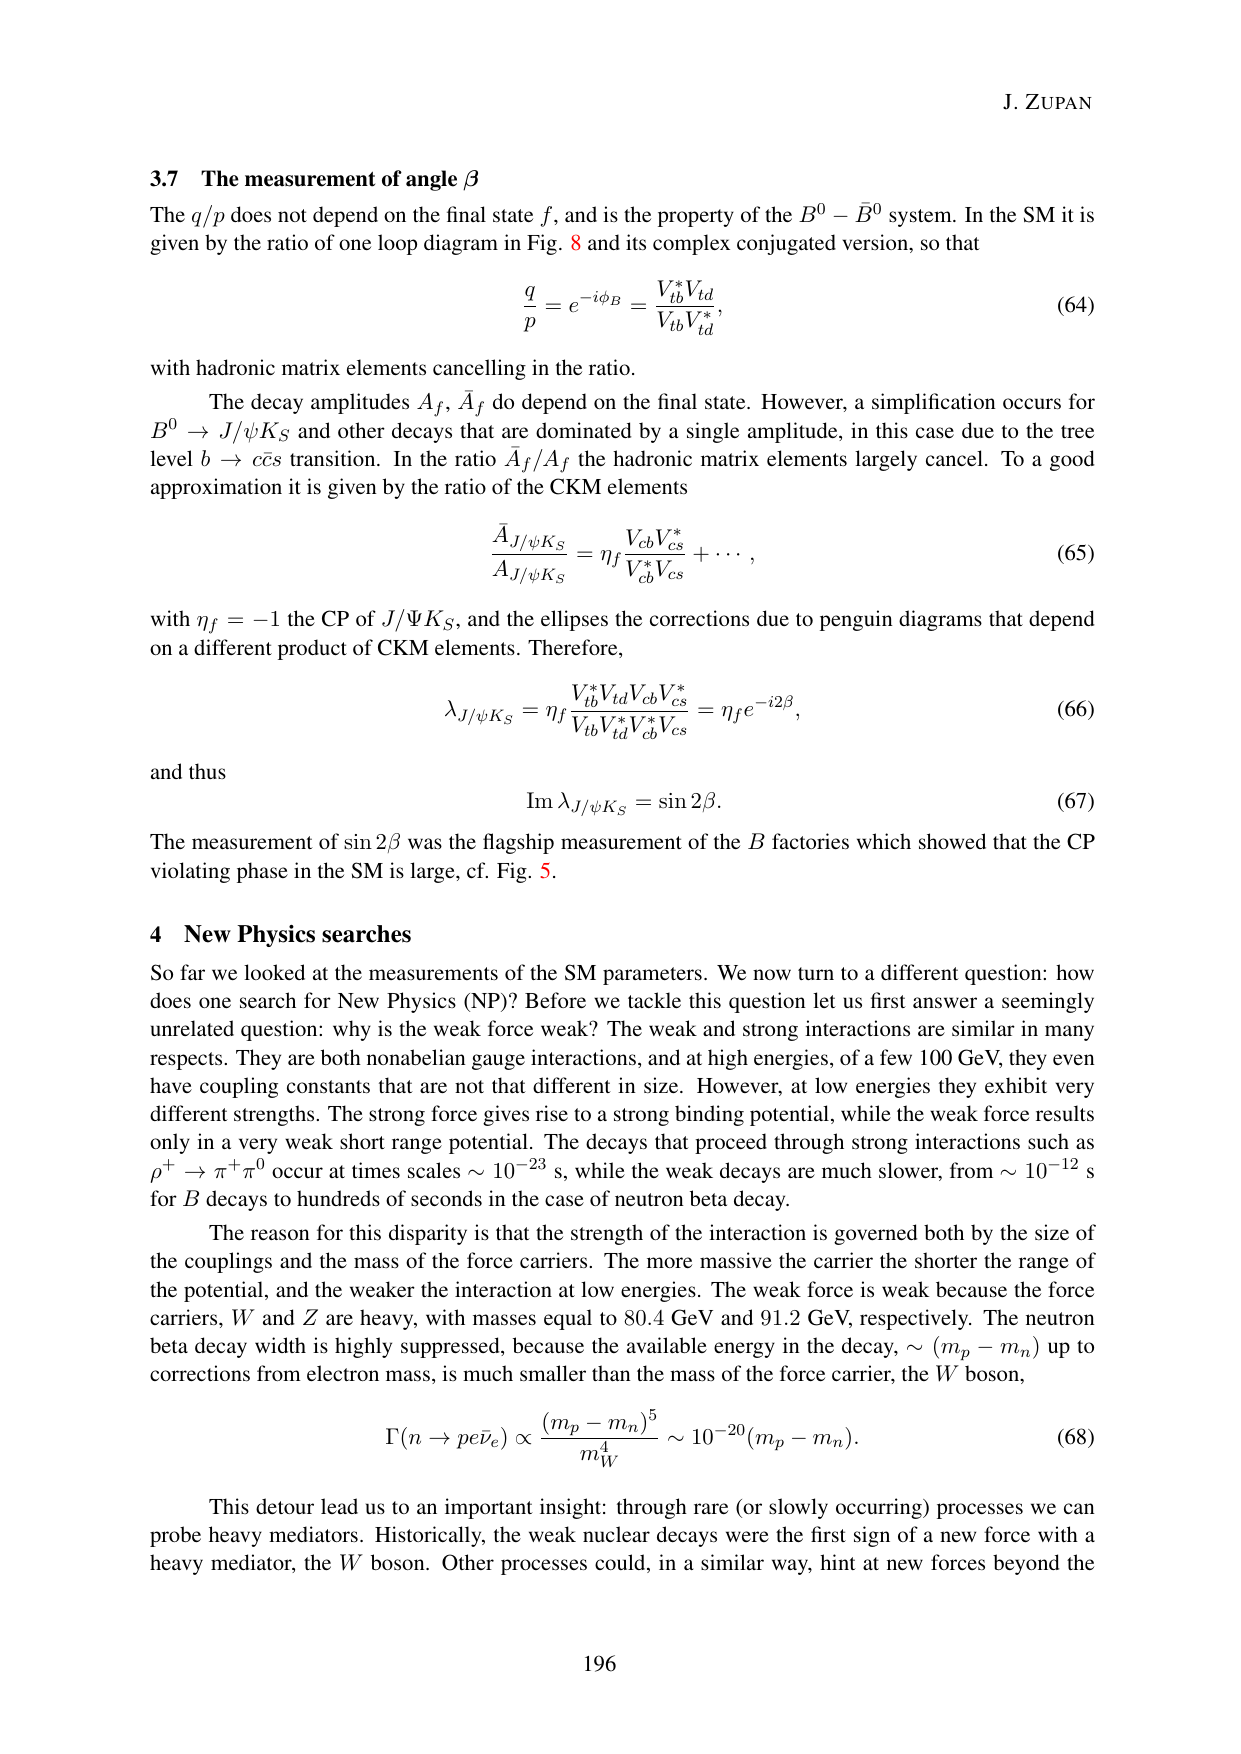 J. ZUPAN
3.7 The measurement of angle β
The q/p does not depend on the final state f, and is the property of the B⁰ − B̄⁰ system. In the SM it is
given by the ratio of one loop diagram in Fig. 8 and its complex conjugated version, so that
q/p = e^{−iϕ_B} = V*_{tb}V_{td} / V_{tb}V*_{td}, (64)
with hadronic matrix elements cancelling in the ratio.
The decay amplitudes A_f, Ā_f do depend on the final state. However, a simplification occurs for
B⁰ → J/ψK_S and other decays that are dominated by a single amplitude, in this case due to the tree
level b → cc̄s transition. In the ratio Ā_f/A_f the hadronic matrix elements largely cancel. To a good
approximation it is given by the ratio of the CKM elements
Ā_{J/ψK_S} / A_{J/ψK_S} = η_f V_{cb}V*_{cs} / V*_{cb}V_{cs} + ⋯ , (65)
with η_f = −1 the CP of J/ΨK_S, and the ellipses the corrections due to penguin diagrams that depend
on a different product of CKM elements. Therefore,
λ_{J/ψK_S} = η_f V*_{tb}V_{td}V_{cb}V*_{cs} / V_{tb}V*_{td}V*_{cb}V_{cs} = η_f e^{−i2β}, (66)
and thus
Im λ_{J/ψK_S} = sin 2β. (67)
The measurement of sin 2β was the flagship measurement of the B factories which showed that the CP
violating phase in the SM is large, cf. Fig. 5.
4 New Physics searches
So far we looked at the measurements of the SM parameters. We now turn to a different question: how
does one search for New Physics (NP)? Before we tackle this question let us first answer a seemingly
unrelated question: why is the weak force weak? The weak and strong interactions are similar in many
respects. They are both nonabelian gauge interactions, and at high energies, of a few 100 GeV, they even
have coupling constants that are not that different in size. However, at low energies they exhibit very
different strengths. The strong force gives rise to a strong binding potential, while the weak force results
only in a very weak short range potential. The decays that proceed through strong interactions such as
ρ⁺ → π⁺π⁰ occur at times scales ∼ 10⁻²³ s, while the weak decays are much slower, from ∼ 10⁻¹² s
for B decays to hundreds of seconds in the case of neutron beta decay.
The reason for this disparity is that the strength of the interaction is governed both by the size of
the couplings and the mass of the force carriers. The more massive the carrier the shorter the range of
the potential, and the weaker the interaction at low energies. The weak force is weak because the force
carriers, W and Z are heavy, with masses equal to 80.4 GeV and 91.2 GeV, respectively. The neutron
beta decay width is highly suppressed, because the available energy in the decay, ∼ (m_p − m_n) up to
corrections from electron mass, is much smaller than the mass of the force carrier, the W boson,
Γ(n → peν̄_e) ∝ (m_p − m_n)⁵ / m⁴_W ∼ 10⁻²⁰(m_p − m_n). (68)
This detour lead us to an important insight: through rare (or slowly occurring) processes we can
probe heavy mediators. Historically, the weak nuclear decays were the first sign of a new force with a
heavy mediator, the W boson. Other processes could, in a similar way, hint at new forces beyond the
196